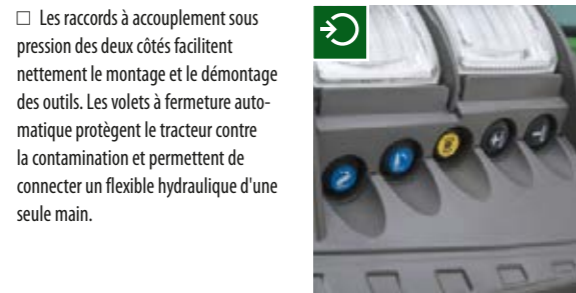 □ Les raccords à accouplement sous
pression des deux côtés facilitent
nettement le montage et le démontage
des outils. Les volets à fermeture auto-
matique protègent le tracteur contre
la contamination et permettent de
connecter un flexible hydraulique d'une
seule main.